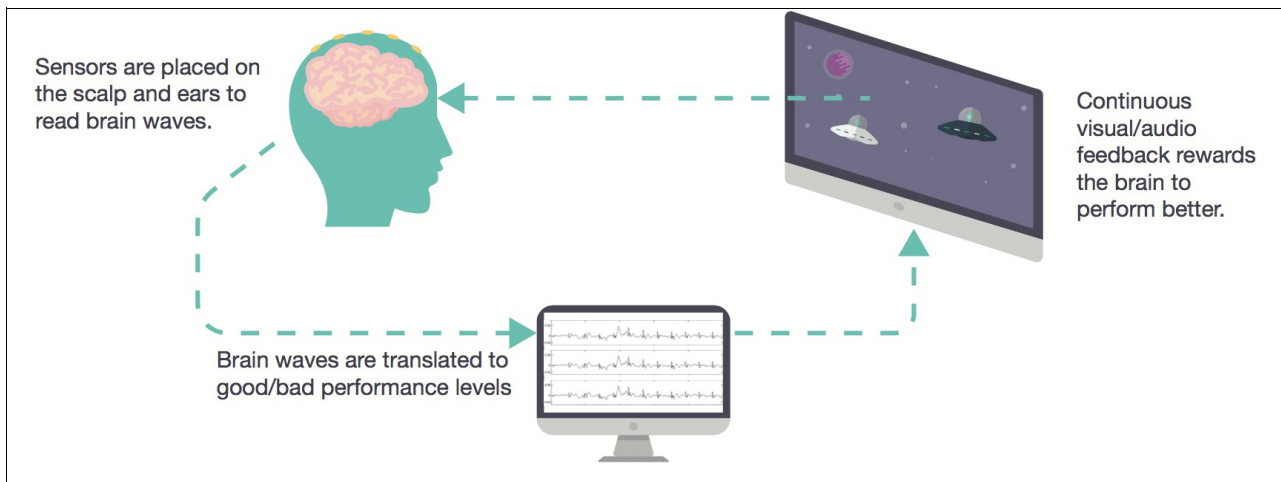 Sensors are placed on
the scalp and ears to
read brain waves.
Continuous
visual/audio
feedback rewards
the brain to
perform better.
Brain waves are translated to
good/bad performance levels